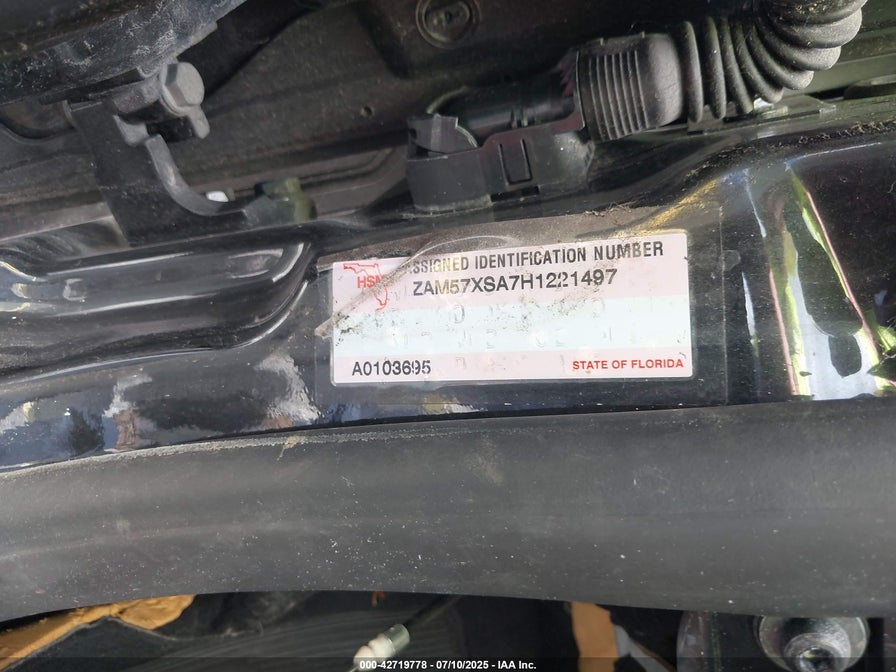 ASSIGNED IDENTIFICATION NUMBER
HSMV
ZAM57XSA7H1221497
A0103695
STATE OF FLORIDA
000-42719778 - 07/10/2025 - IAA Inc.